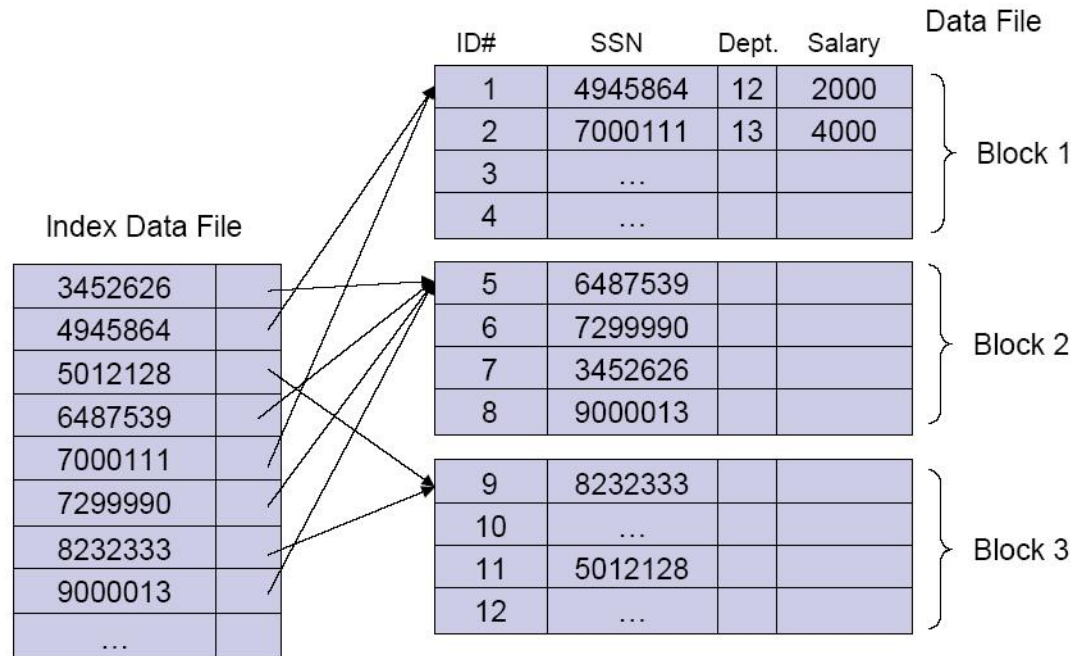 Data File
ID# SSN Dept. Salary
1 4945864 12 2000
2 7000111 13 4000
3 ...
4 ...
Block 1
5 6487539
6 7299990
7 3452626
8 9000013
Block 2
9 8232333
10 ...
11 5012128
12 ...
Block 3
Index Data File
3452626
4945864
5012128
6487539
7000111
7299990
8232333
9000013
...